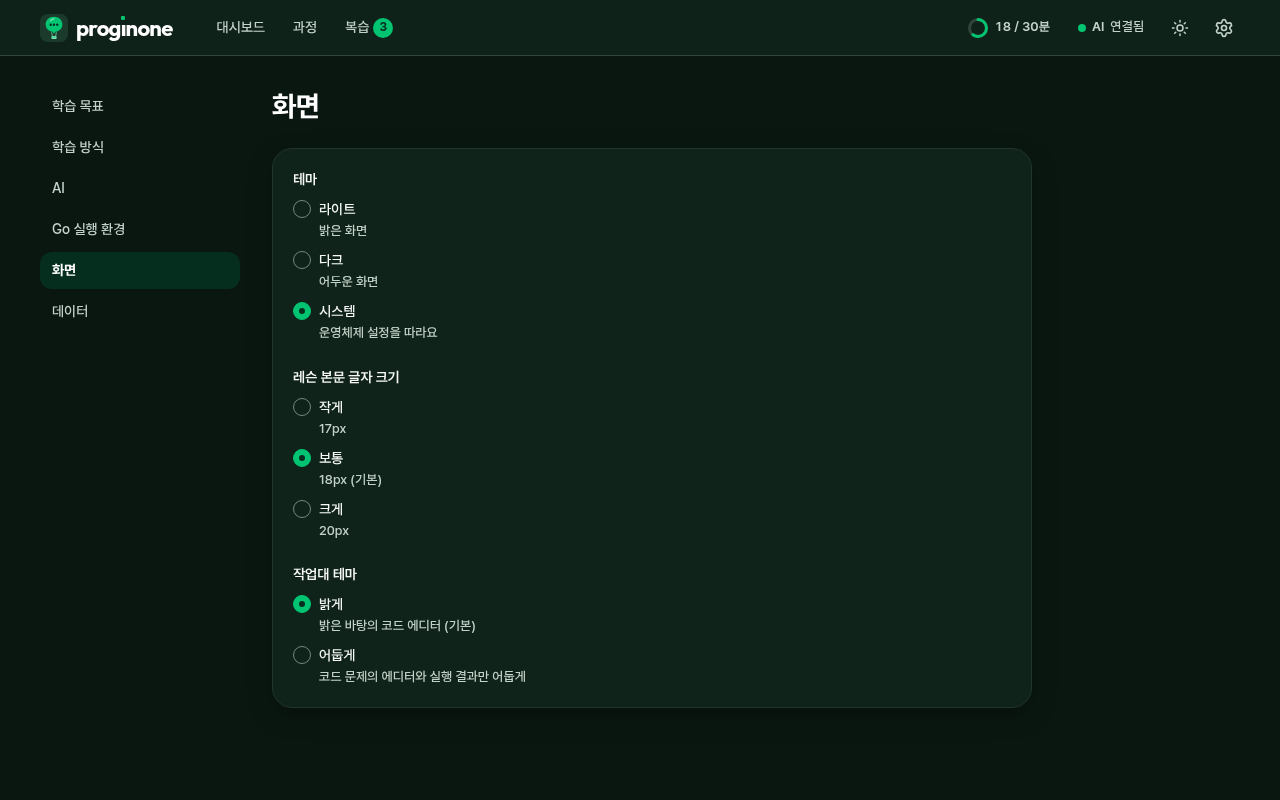 proginone
대시보드
과정
복습 3
18 / 30분
AI 연결됨
학습 목표
학습 방식
AI
Go 실행 환경
화면
데이터
화면
테마
라이트
밝은 화면
다크
어두운 화면
시스템
운영체제 설정을 따라요
레슨 본문 글자 크기
작게
17px
보통
18px (기본)
크게
20px
작업대 테마
밝게
밝은 바탕의 코드 에디터 (기본)
어둡게
코드 문제의 에디터와 실행 결과만 어둡게